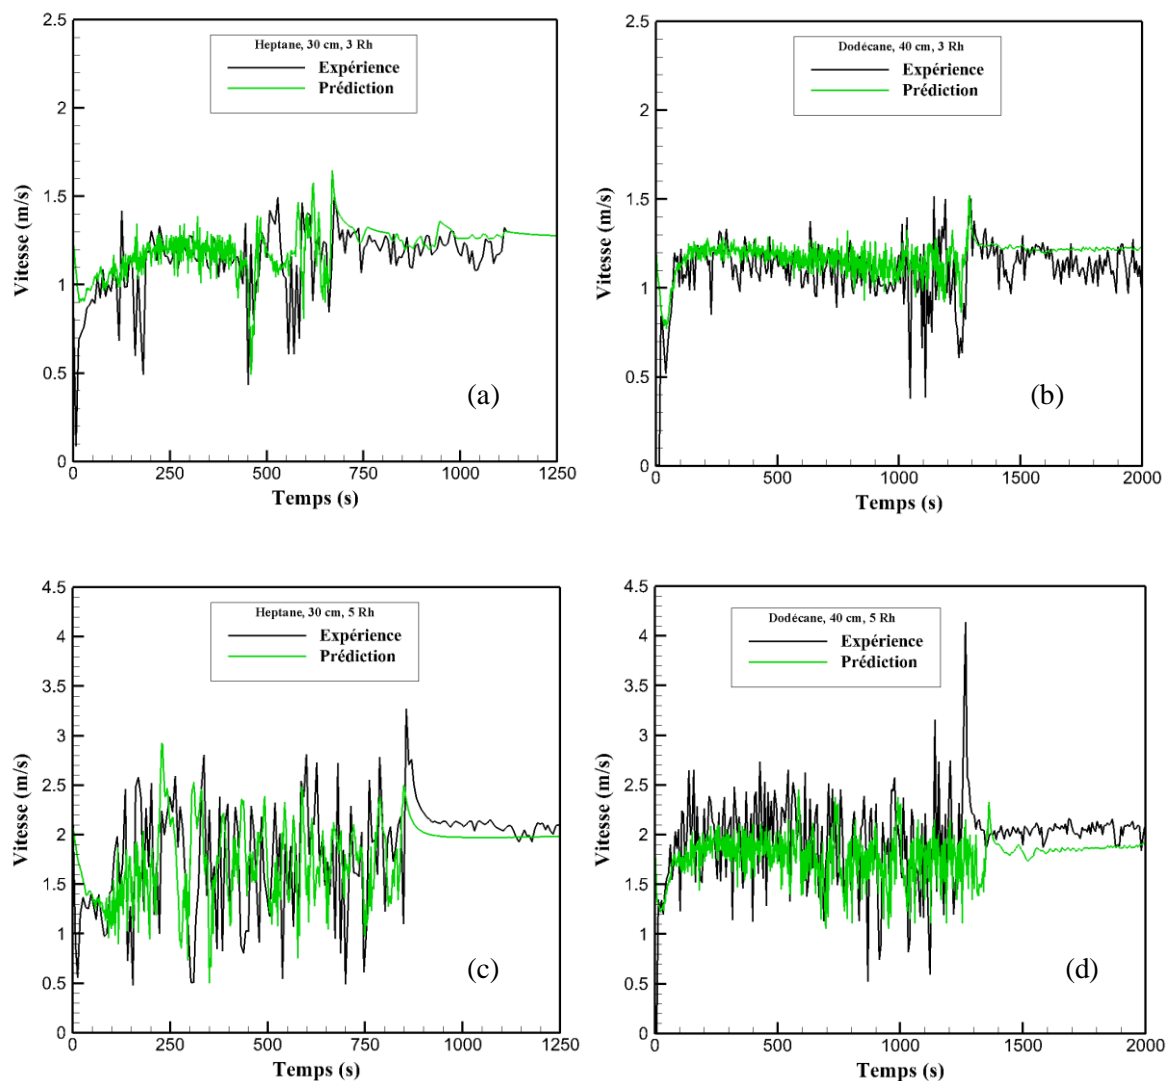 Heptane, 30 cm, 3 Rh
Expérience
Prédiction
Vitesse (m/s)
2.5
2
1.5
1
0.5
0
0 250 500 750 1000 1250
Temps (s)
(a)
Dodécane, 40 cm, 3 Rh
Expérience
Prédiction
Vitesse (m/s)
2.5
2
1.5
1
0.5
0
0 500 1000 1500 2000
Temps (s)
(b)
Heptane, 30 cm, 5 Rh
Expérience
Prédiction
Vitesse (m/s)
4.5
4
3.5
3
2.5
2
1.5
1
0.5
0
0 250 500 750 1000 1250
Temps (s)
(c)
Dodécane, 40 cm, 5 Rh
Expérience
Prédiction
Vitesse (m/s)
4.5
4
3.5
3
2.5
2
1.5
1
0.5
0
0 500 1000 1500 2000
Temps (s)
(d)